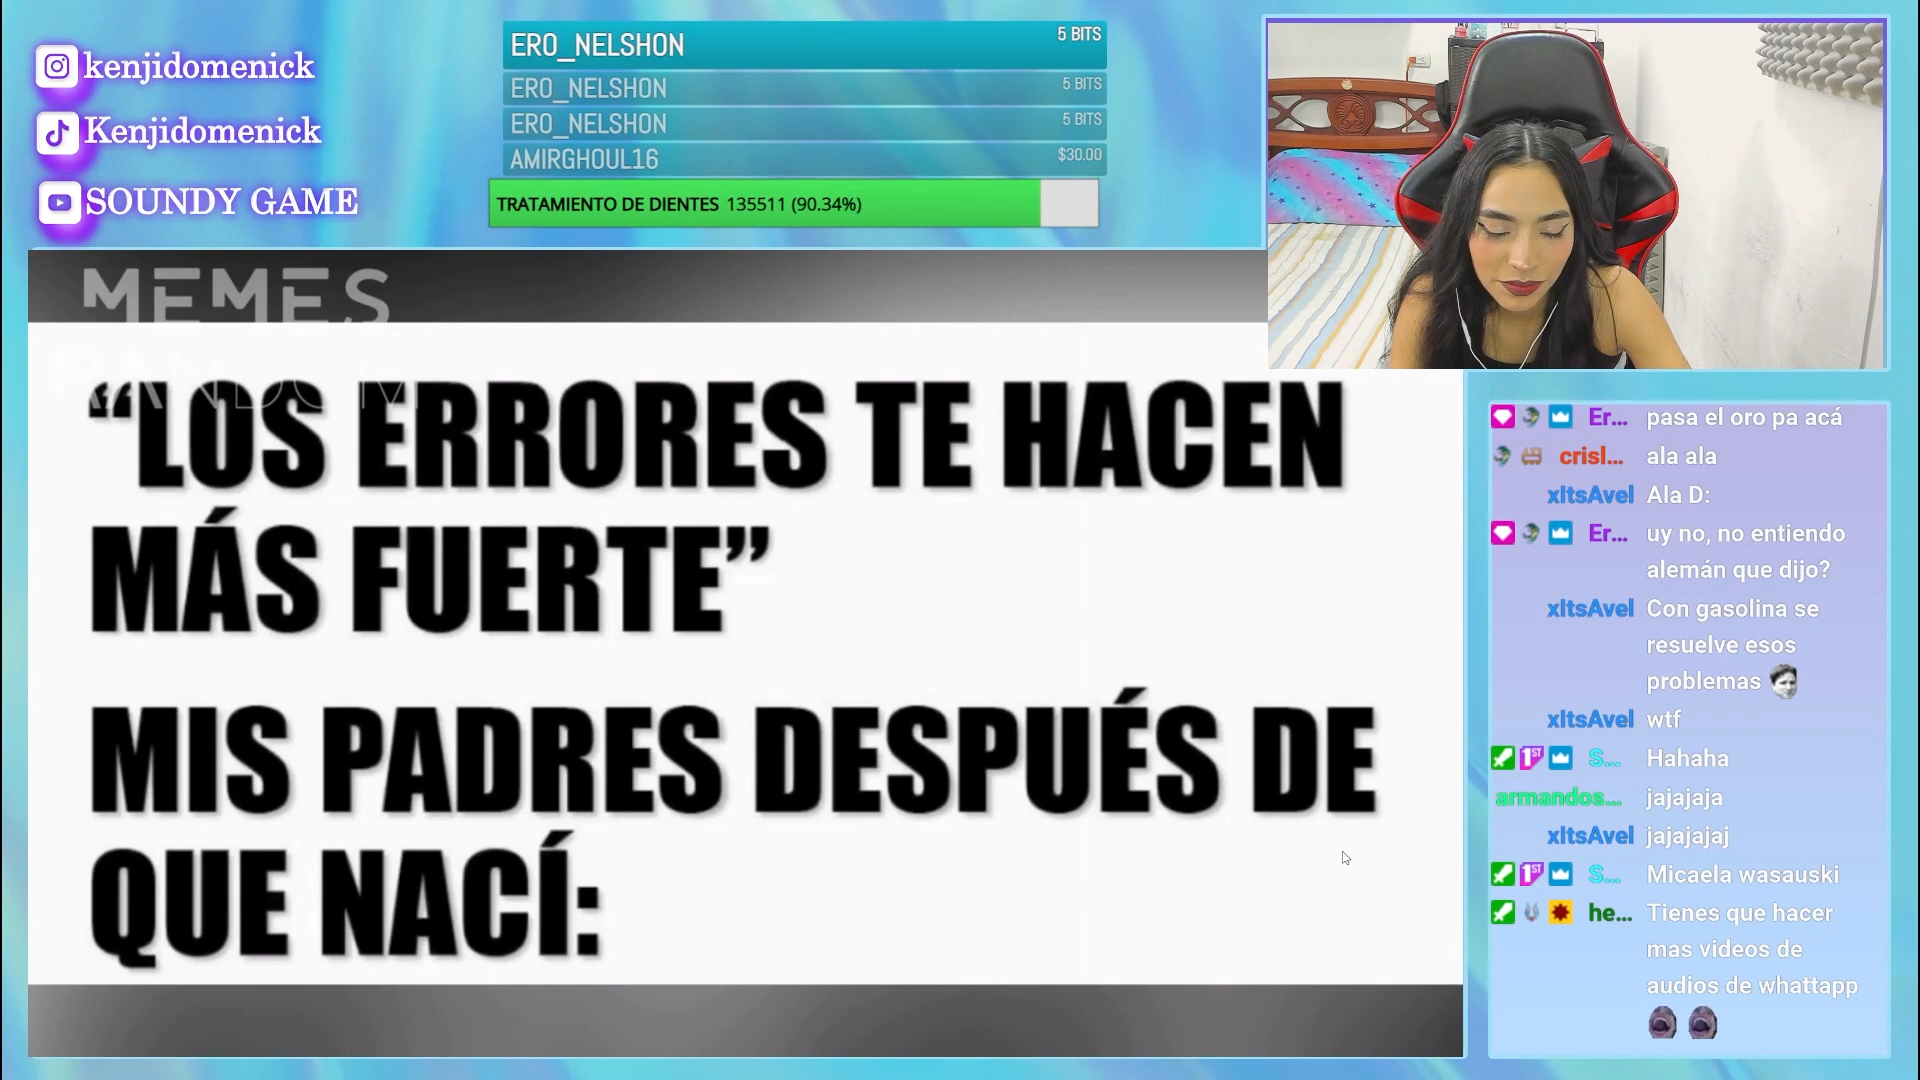 kenjidomenick
Kenjidomenick
SOUNDY GAME
ERO_NELSHON 5 BITS
ERO_NELSHON 5 BITS
ERO_NELSHON 5 BITS
AMIRGHOUL16 $30.00
TRATAMIENTO DE DIENTES 135511 (90.34%)
MEMES
RANDOM
“LOS ERRORES TE HACEN
MÁS FUERTE”
MIS PADRES DESPUÉS DE
QUE NACÍ:
Er... pasa el oro pa acá
crisl... ala ala
xItsAvel Ala D:
Er... uy no, no entiendo
alemán que dijo?
xItsAvel Con gasolina se
resuelve esos
problemas
xItsAvel wtf
1ST S... Hahaha
armandos... jajajaja
xItsAvel jajajajaj
1ST S... Micaela wasauski
he... Tienes que hacer
mas videos de
audios de whattapp